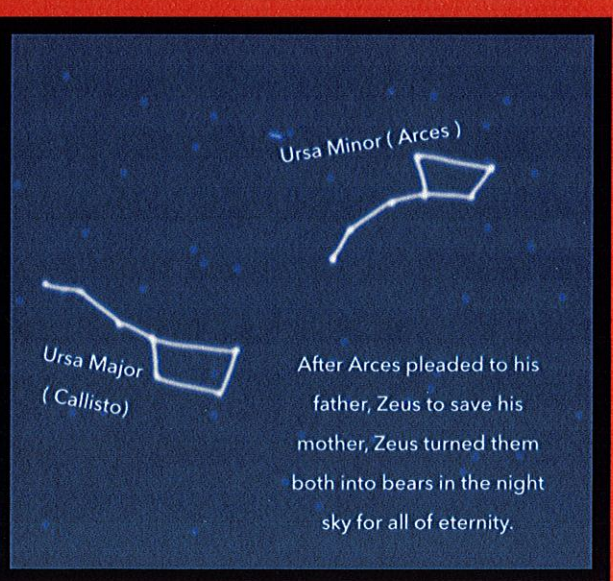 Ursa Minor ( Arces )
Ursa Major
( Callisto)
After Arces pleaded to his
father, Zeus to save his
mother, Zeus turned them
both into bears in the night
sky for all of eternity.